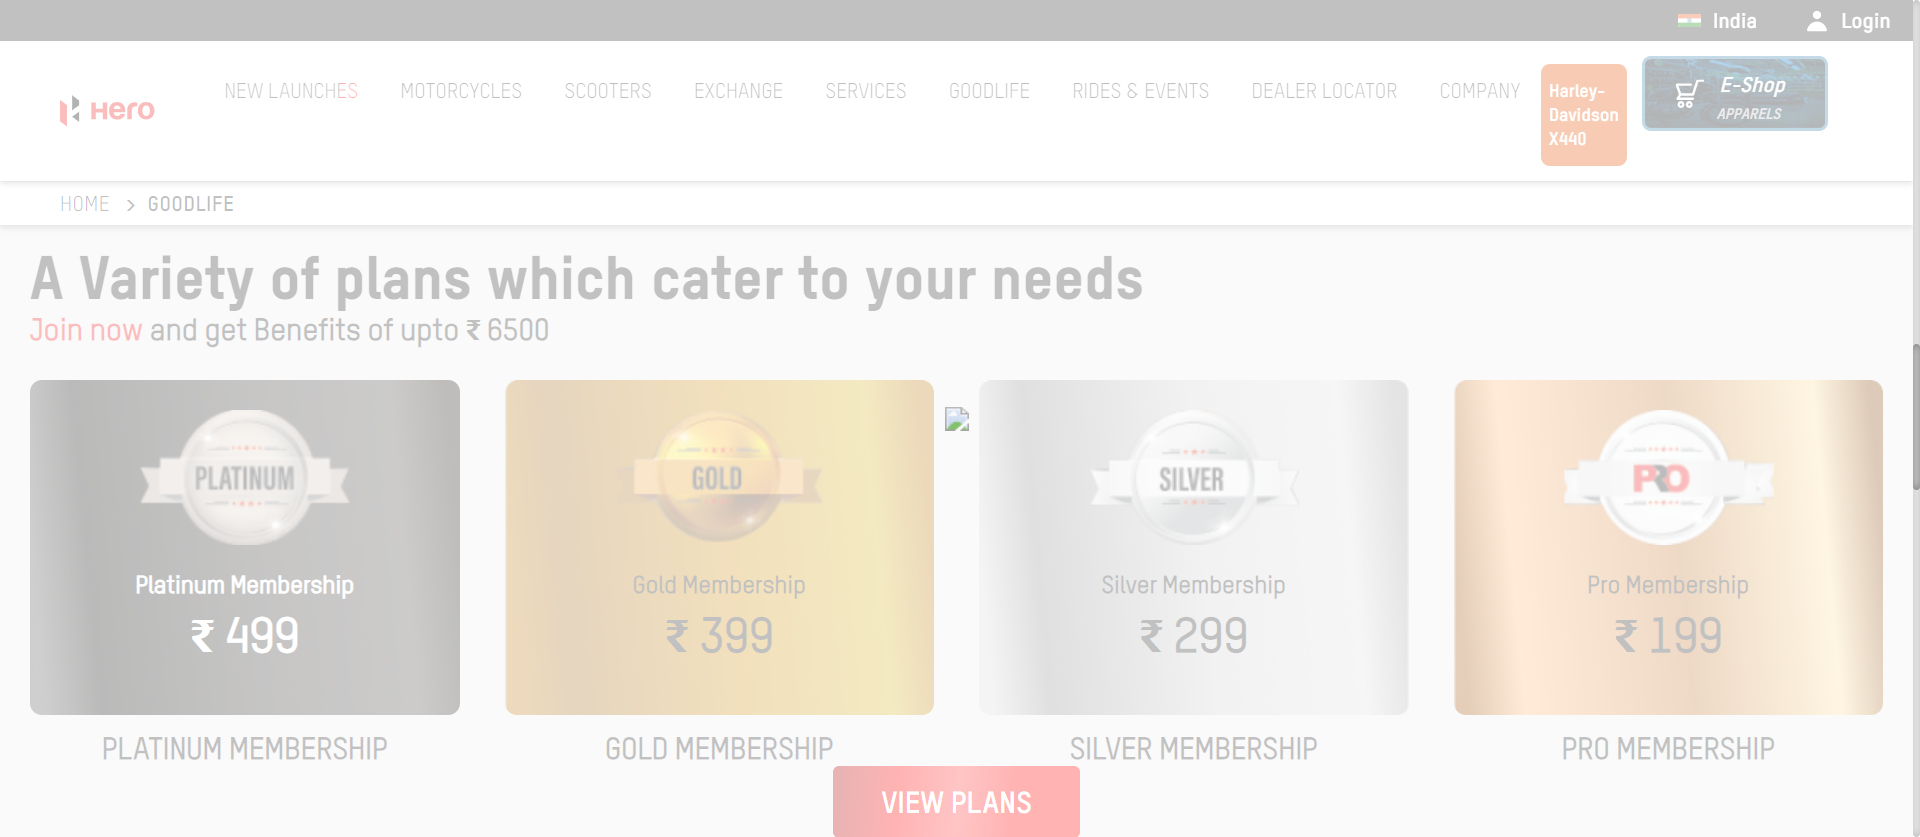 India Login
Hero
NEW LAUNCHES MOTORCYCLES SCOOTERS EXCHANGE SERVICES GOODLIFE RIDES & EVENTS DEALER LOCATOR COMPANY
Harley-
Davidson
X440
E-Shop
APPARELS
HOME > GOODLIFE
A Variety of plans which cater to your needs
Join now and get Benefits of upto ₹ 6500
PLATINUM
Platinum Membership
₹ 499
PLATINUM MEMBERSHIP
GOLD
Gold Membership
₹ 399
GOLD MEMBERSHIP
SILVER
Silver Membership
₹ 299
SILVER MEMBERSHIP
PRO
Pro Membership
₹ 199
PRO MEMBERSHIP
VIEW PLANS